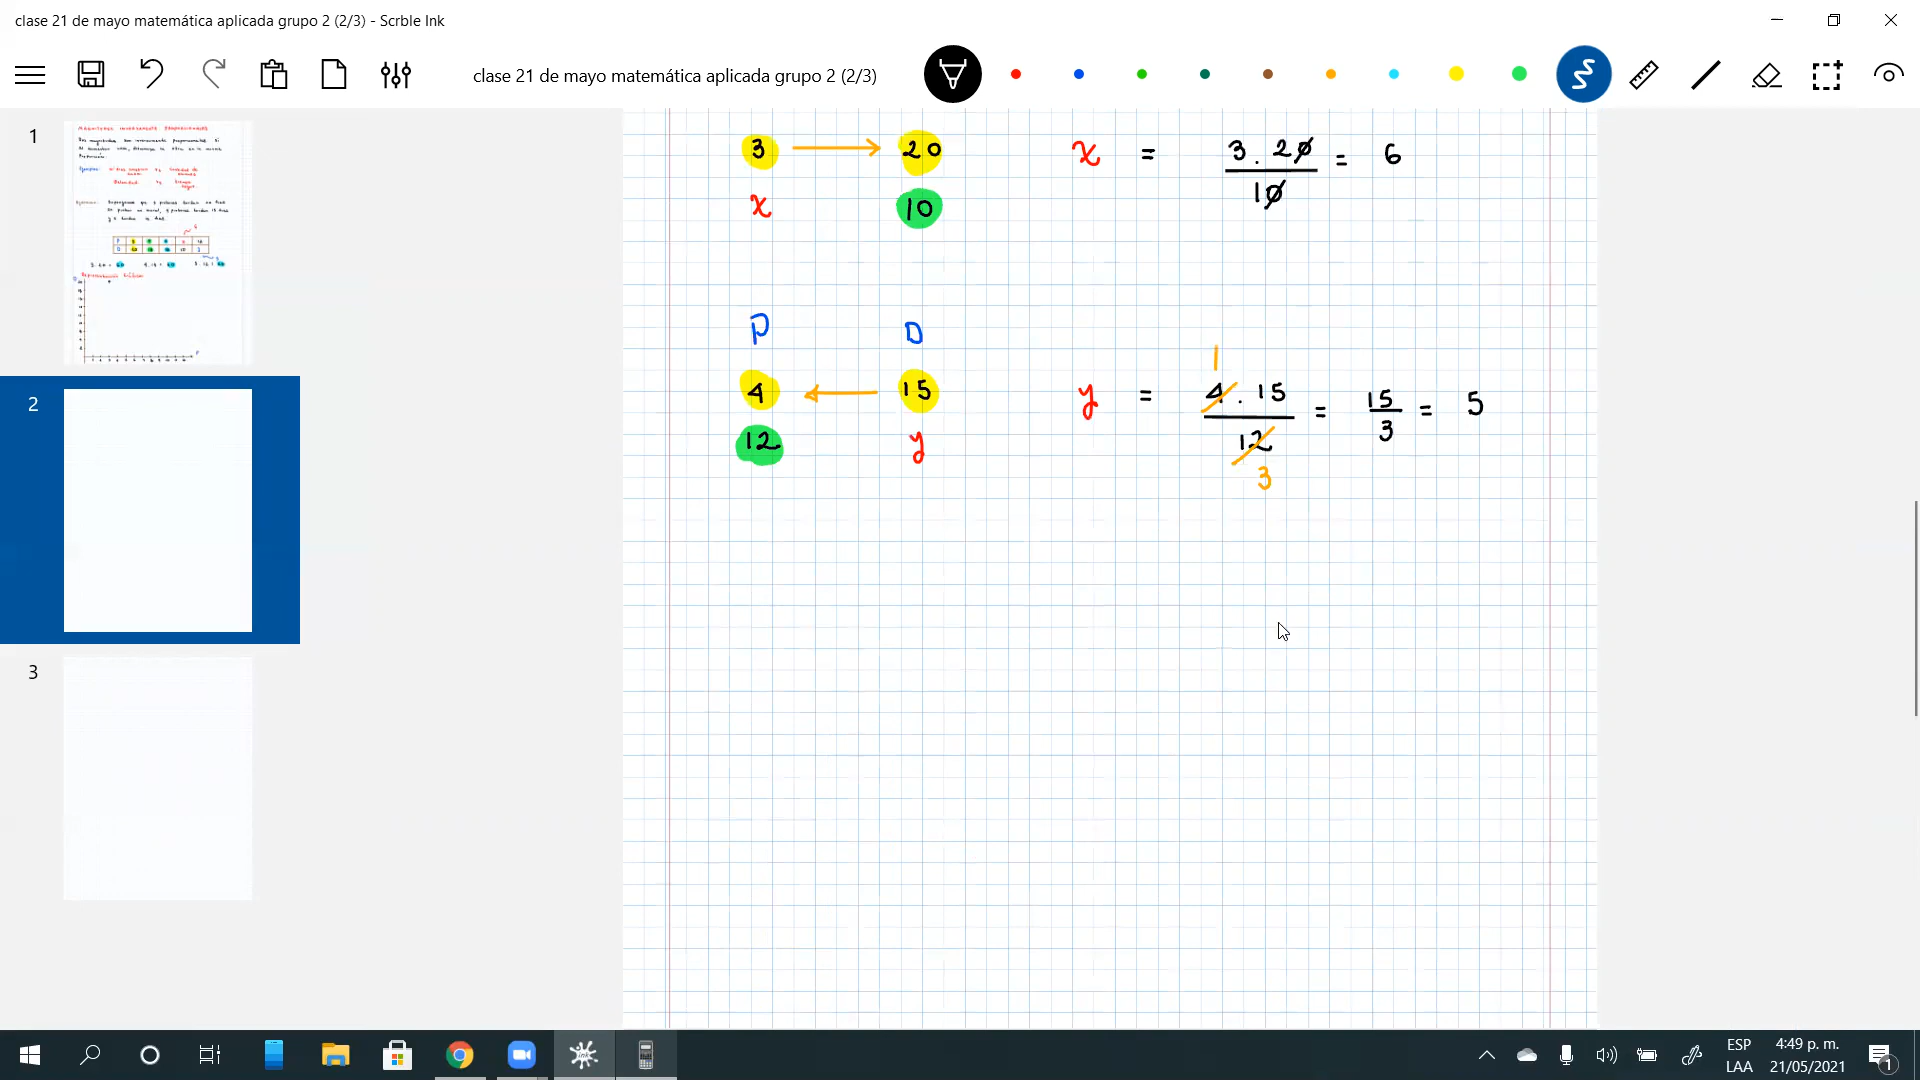 clase 21 de mayo matemática aplicada grupo 2 (2/3) - Scrble Ink
clase 21 de mayo matemática aplicada grupo 2 (2/3)
1
2
3
3 → 20
x 10
x = 3 . 20 / 10 = 6
P D
4 ← 15
12 y
1
y = 4 . 15 / 12 = 15 / 3 = 5
3
ESP
LAA
4:49 p. m.
21/05/2021
1